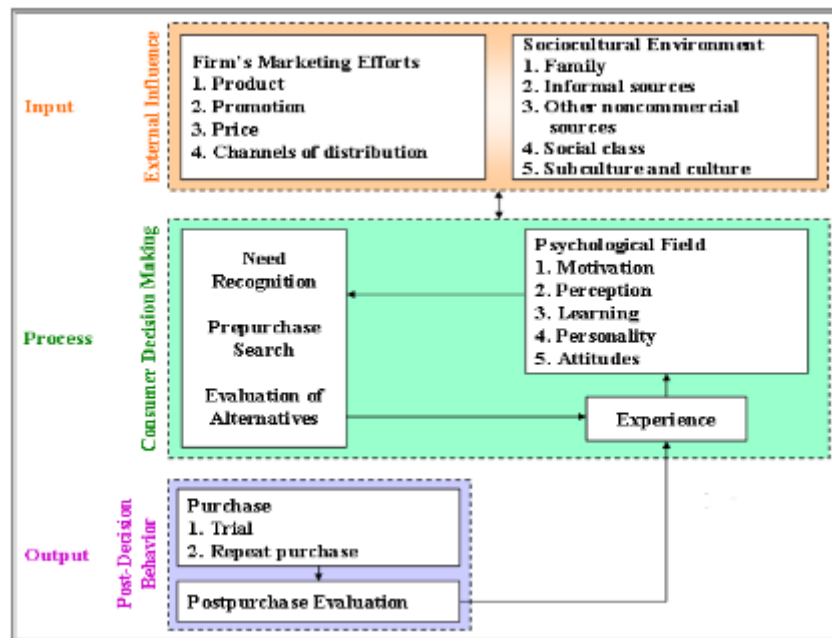 Input
External Influence
Firm's Marketing Efforts
1. Product
2. Promotion
3. Price
4. Channels of distribution
Sociocultural Environment
1. Family
2. Informal sources
3. Other noncommercial
sources
4. Social class
5. Subculture and culture
Process
Consumer Decision Making
Need
Recognition
Prepurchase
Search
Evaluation of
Alternatives
Psychological Field
1. Motivation
2. Perception
3. Learning
4. Personality
5. Attitudes
Experience
Output
Post-Decision
Behavior
Purchase
1. Trial
2. Repeat purchase
Postpurchase Evaluation